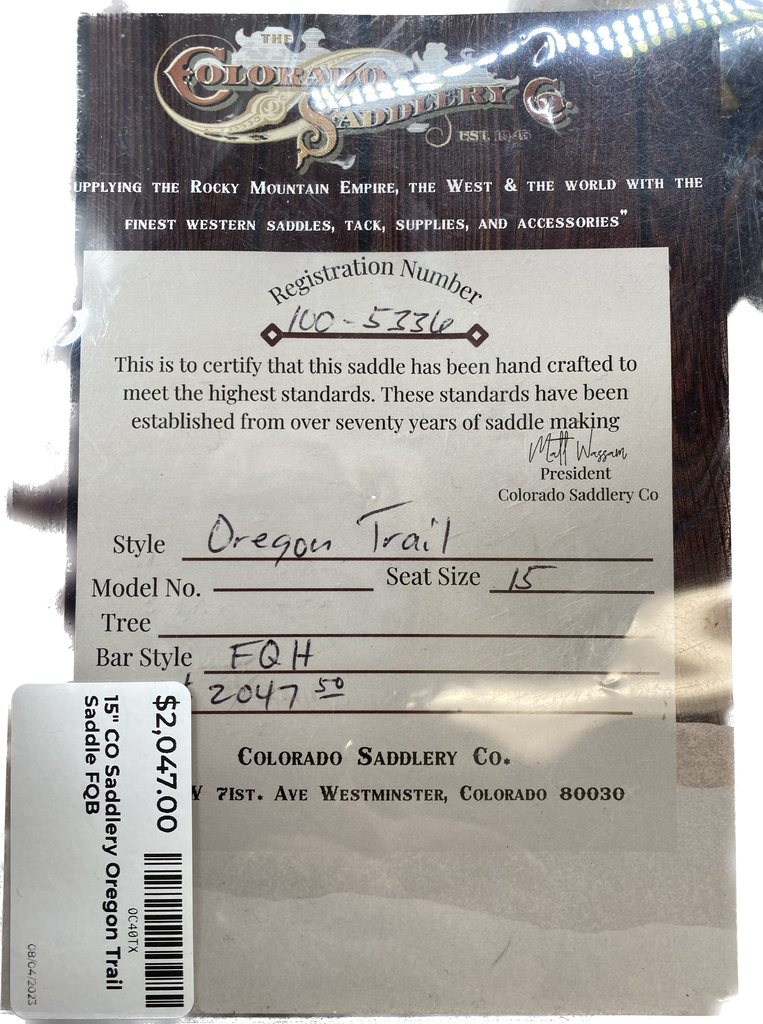 THE
COLORADO
SADDLERY Co.
EST. 1945
UPPLYING THE ROCKY MOUNTAIN EMPIRE, THE WEST & THE WORLD WITH THE
FINEST WESTERN SADDLES, TACK, SUPPLIES, AND ACCESSORIES"
Registration Number
100-5336
This is to certify that this saddle has been hand crafted to
meet the highest standards. These standards have been
established from over seventy years of saddle making
Matt Wassam
President
Colorado Saddlery Co
Style Oregon Trail
Model No. Seat Size 15
Tree
Bar Style FQH
2047 50
COLORADO SADDLERY CO.
W 71ST. AVE WESTMINSTER, COLORADO 80030
$2,047.00
15" CO Saddlery Oregon Trail
Saddle FQB
0C40TX
08/04/2023